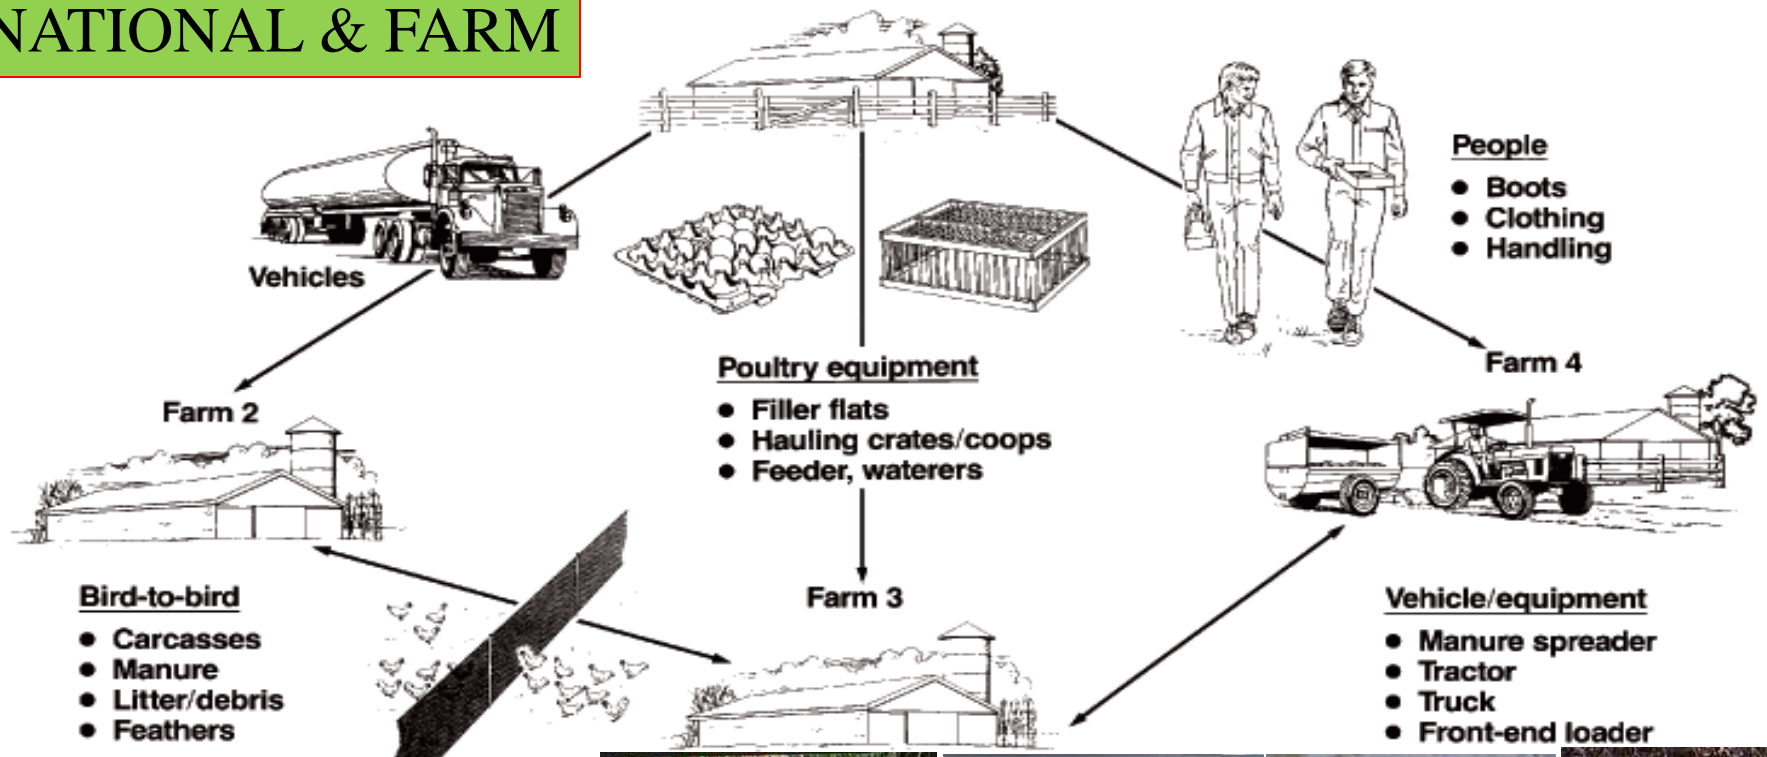 NATIONAL & FARM
People
● Boots
● Clothing
● Handling
Vehicles
Poultry equipment
● Filler flats
● Hauling crates/coops
● Feeder, waterers
Farm 4
Farm 2
Farm 3
Bird-to-bird
● Carcasses
● Manure
● Litter/debris
● Feathers
Vehicle/equipment
● Manure spreader
● Tractor
● Truck
● Front-end loader